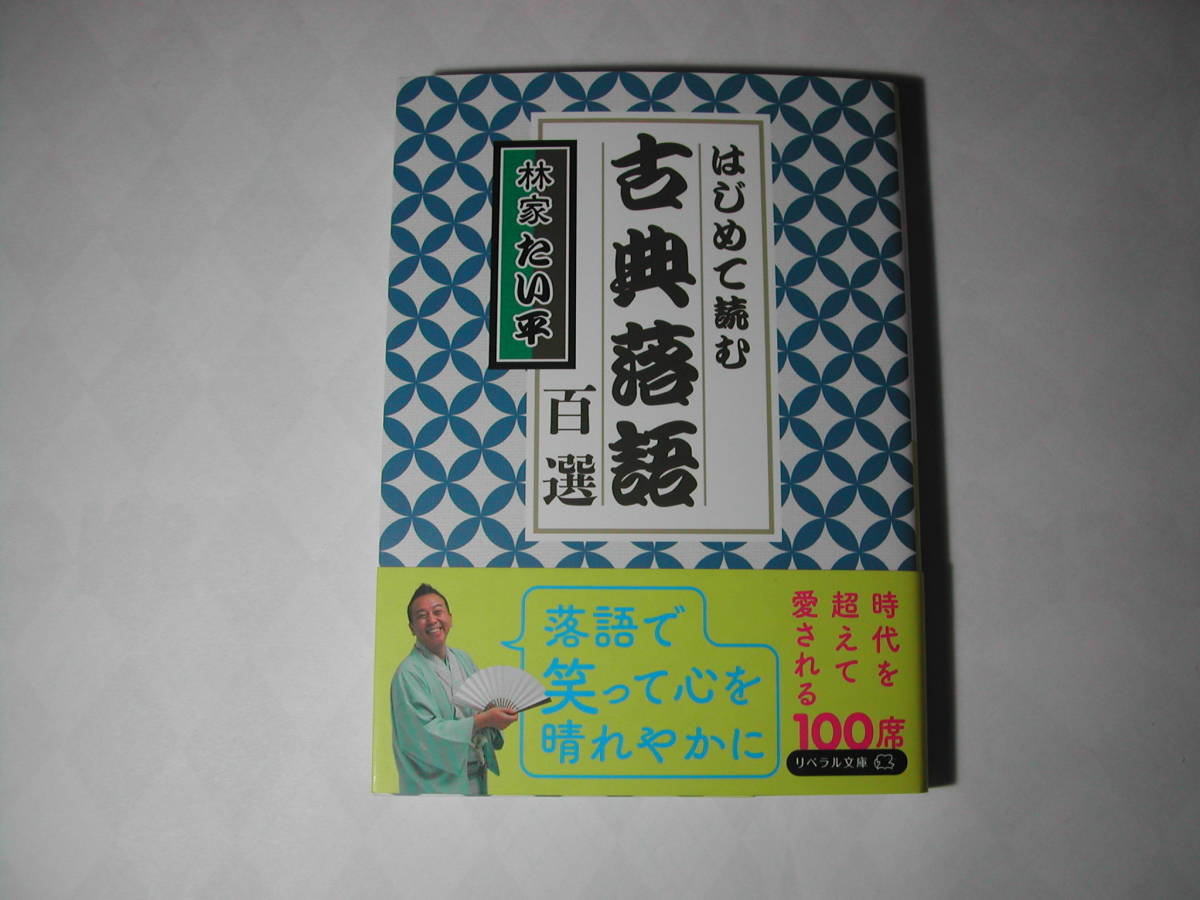 はじめて読む
古典落語
百選
林家たい平
時代を
超えて
愛される
100席
落語で
笑って心を
晴れやかに
リベラル文庫